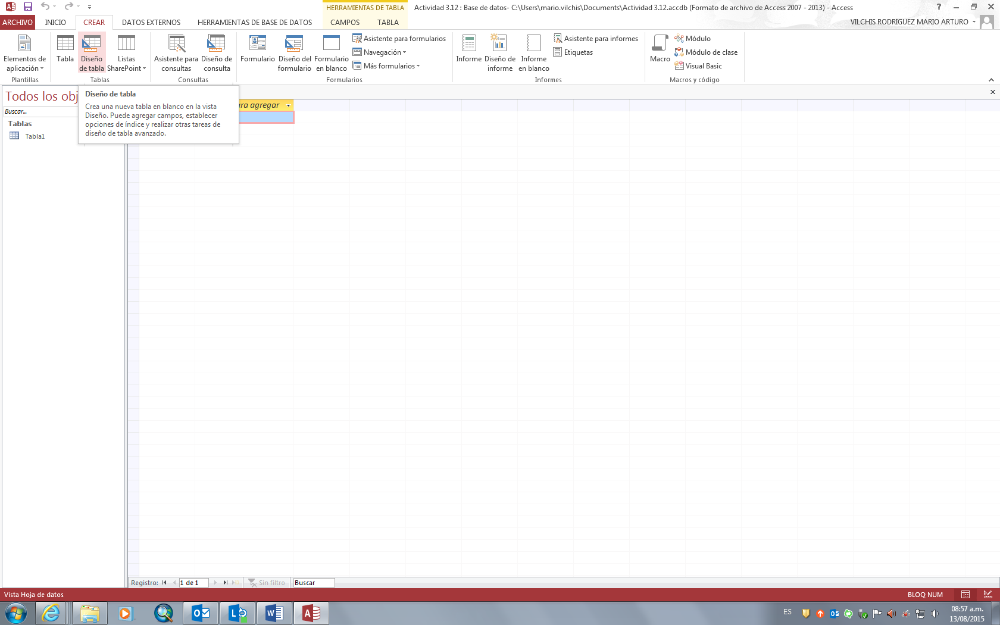 HERRAMIENTAS DE TABLA
Actividad 3.12 : Base de datos- C:\Users\mario.vilchis\Documents\Actividad 3.12.accdb (Formato de archivo de Access 2007 - 2013) - Access
ARCHIVO
INICIO
CREAR
DATOS EXTERNOS
HERRAMIENTAS DE BASE DE DATOS
CAMPOS
TABLA
VILCHIS RODRIGUEZ MARIO ARTURO
Elementos de
aplicación
Plantillas
Tabla
Diseño
de tabla
Listas
SharePoint
Tablas
Asistente para
consultas
Diseño de
consulta
Consultas
Formulario
Diseño del
formulario
Formulario
en blanco
Asistente para formularios
Navegación
Más formularios
Formularios
Informe
Diseño de
informe
Informe
en blanco
Asistente para informes
Etiquetas
Informes
Macro
Módulo
Módulo de clase
Visual Basic
Macros y código
Todos los obj
Buscar...
Tablas
Tabla1
Diseño de tabla
Crea una nueva tabla en blanco en la vista
Diseño. Puede agregar campos, establecer
opciones de índice y realizar otras tareas de
diseño de tabla avanzado.
ara agregar
Registro:
1 de 1
Sin filtro
Buscar
Vista Hoja de datos
BLOQ NUM
ES
08:57 a.m.
13/08/2015